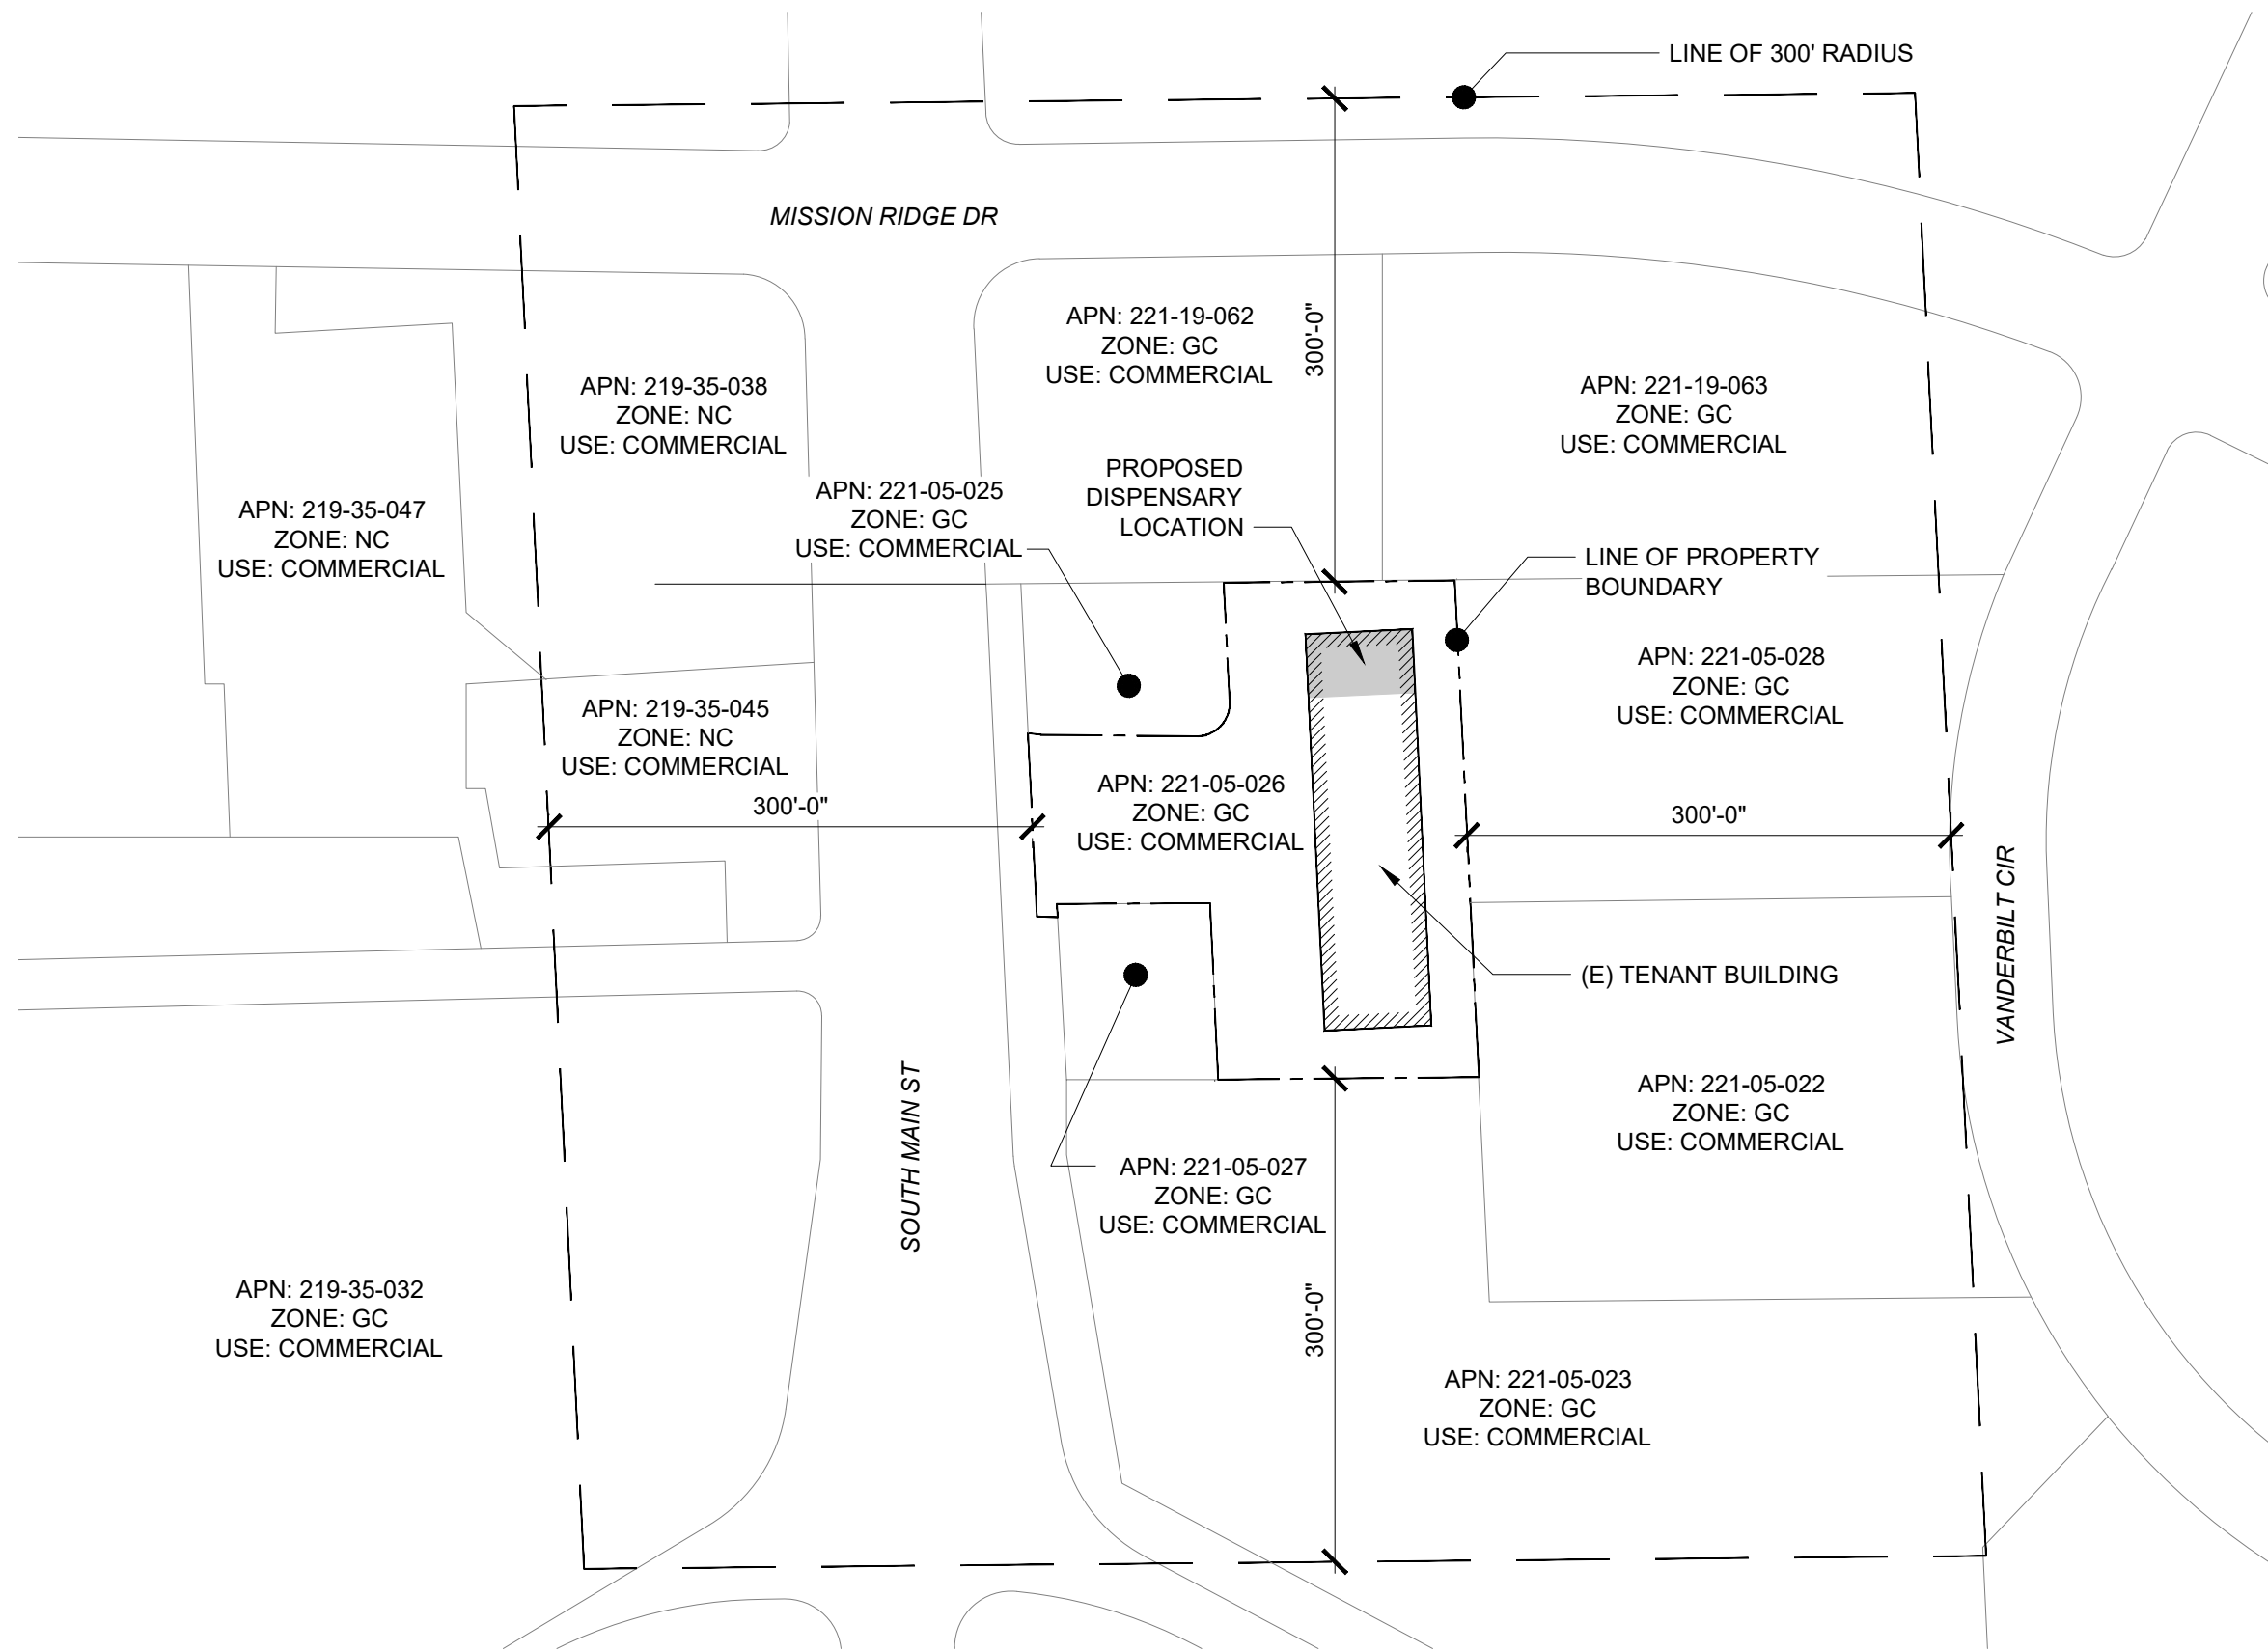 LINE OF 300' RADIUS
MISSION RIDGE DR
APN: 221-19-062
ZONE: GC
USE: COMMERCIAL
300'-0"
APN: 219-35-038
ZONE: NC
USE: COMMERCIAL
APN: 221-19-063
ZONE: GC
USE: COMMERCIAL
APN: 219-35-047
ZONE: NC
USE: COMMERCIAL
APN: 221-05-025
ZONE: GC
USE: COMMERCIAL
PROPOSED
DISPENSARY
LOCATION
LINE OF PROPERTY
BOUNDARY
APN: 219-35-045
ZONE: NC
USE: COMMERCIAL
APN: 221-05-028
ZONE: GC
USE: COMMERCIAL
300'-0"
APN: 221-05-026
ZONE: GC
USE: COMMERCIAL
300'-0"
VANDERBILT CIR
(E) TENANT BUILDING
SOUTH MAIN ST
APN: 221-05-022
ZONE: GC
USE: COMMERCIAL
APN: 221-05-027
ZONE: GC
USE: COMMERCIAL
APN: 219-35-032
ZONE: GC
USE: COMMERCIAL
300'-0"
APN: 221-05-023
ZONE: GC
USE: COMMERCIAL